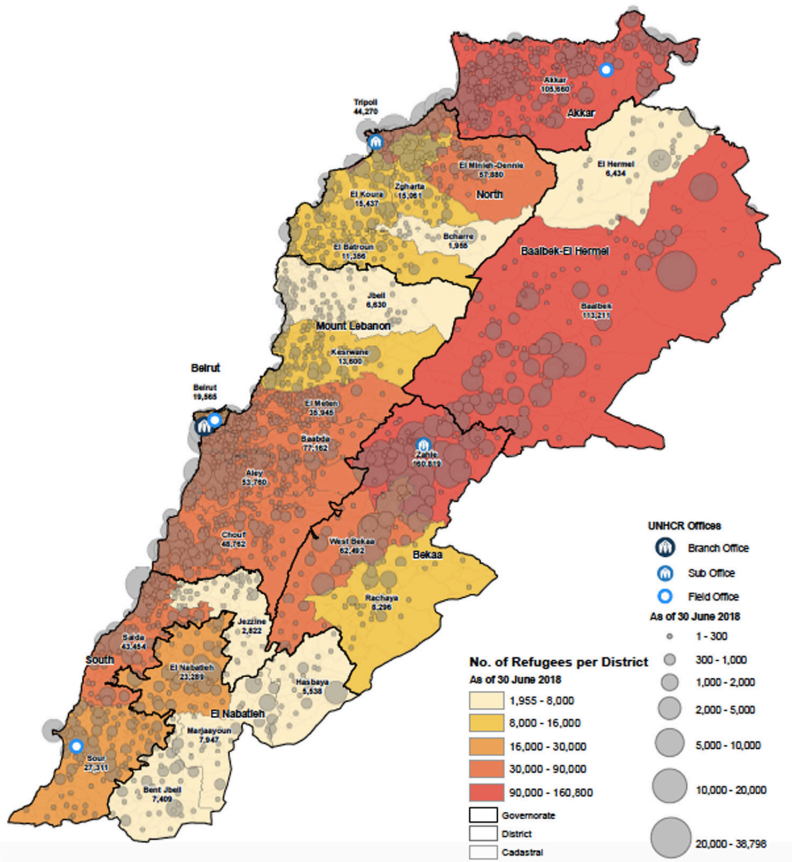 Akkar
105,660
Akkar
Tripoli
44,270
El Hermel
6,434
El Minieh-Dennie
57,880
North
Zgharta
15,061
El Koura
15,437
Bcharre
1,955
El Batroun
11,356
Baalbek-El Hermel
Jbeil
6,630
Baalbek
113,211
Mount Lebanon
Kesrwane
13,600
Beirut
Beirut
19,565
El Meten
35,945
Baabda
77,162
Zahle
160,819
Aley
53,760
Chouf
48,762
West Bekaa
62,492
Bekaa
Rachaya
8,296
Jezzine
2,822
Saida
43,454
South
El Nabatieh
23,289
Hasbaya
5,538
El Nabatieh
Marjaayoun
7,947
Sour
27,311
Bent Jbeil
7,409
UNHCR Offices
Branch Office
Sub Office
Field Office
As of 30 June 2018
1 - 300
300 - 1,000
1,000 - 2,000
2,000 - 5,000
5,000 - 10,000
10,000 - 20,000
20,000 - 38,798
No. of Refugees per District
As of 30 June 2018
1,955 - 8,000
8,000 - 16,000
16,000 - 30,000
30,000 - 90,000
90,000 - 160,800
Governorate
District
Cadastral